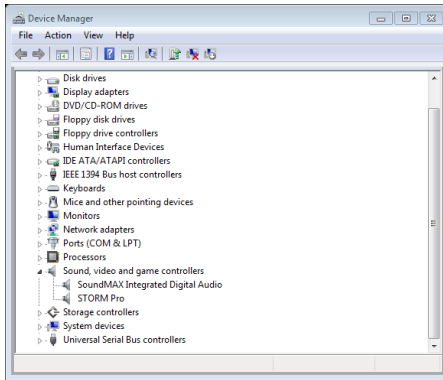 Device Manager
File Action View Help
Disk drives
Display adapters
DVD/CD-ROM drives
Floppy disk drives
Floppy drive controllers
Human Interface Devices
IDE ATA/ATAPI controllers
IEEE 1394 Bus host controllers
Keyboards
Mice and other pointing devices
Monitors
Network adapters
Ports (COM & LPT)
Processors
Sound, video and game controllers
SoundMAX Integrated Digital Audio
STORM Pro
Storage controllers
System devices
Universal Serial Bus controllers